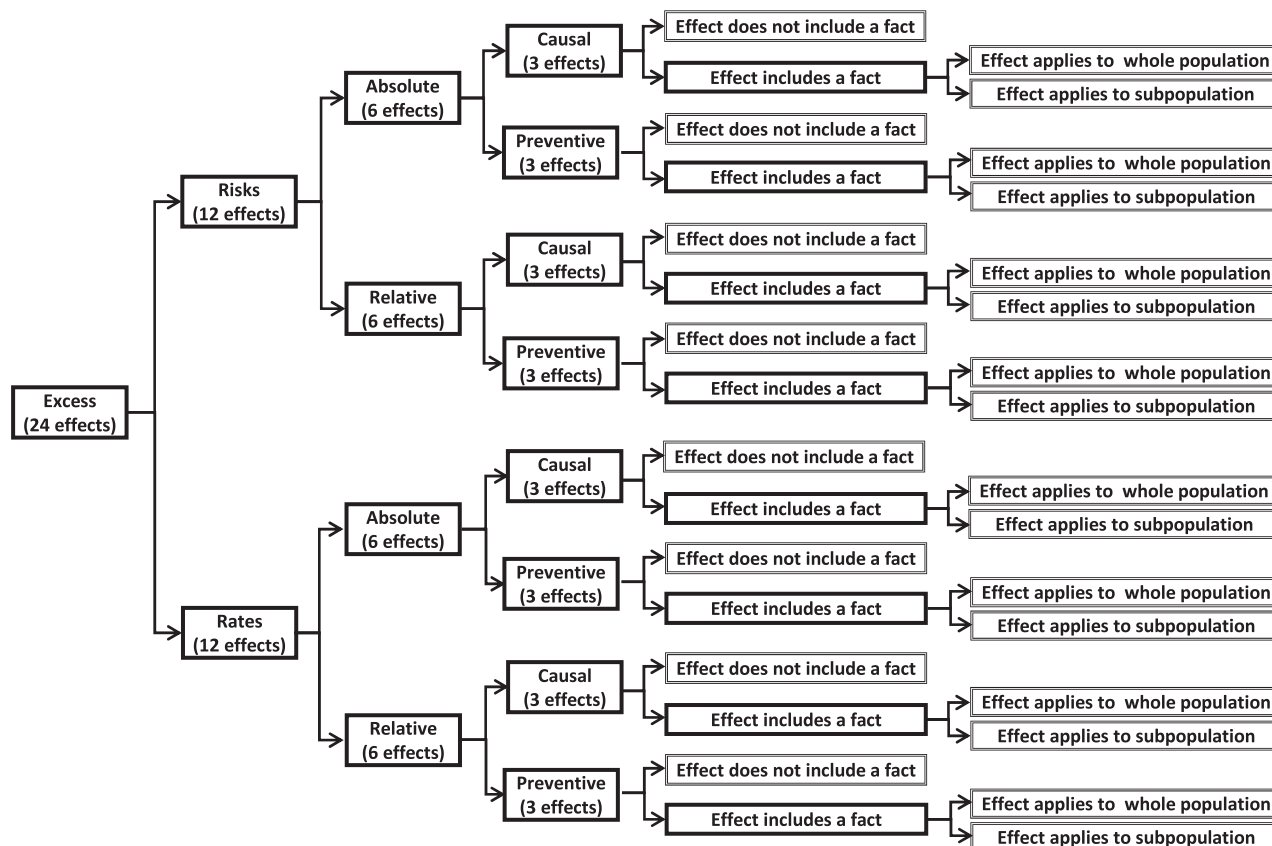 Effect does not include a fact
Causal
(3 effects)
Effect applies to whole population
Effect includes a fact
Effect applies to subpopulation
Absolute
(6 effects)
Effect does not include a fact
Preventive
(3 effects)
Effect applies to whole population
Effect includes a fact
Effect applies to subpopulation
Risks
(12 effects)
Effect does not include a fact
Causal
(3 effects)
Effect applies to whole population
Effect includes a fact
Effect applies to subpopulation
Relative
(6 effects)
Effect does not include a fact
Preventive
(3 effects)
Effect applies to whole population
Effect includes a fact
Effect applies to subpopulation
Excess
(24 effects)
Effect does not include a fact
Causal
(3 effects)
Effect applies to whole population
Effect includes a fact
Effect applies to subpopulation
Absolute
(6 effects)
Effect does not include a fact
Preventive
(3 effects)
Effect applies to whole population
Effect includes a fact
Effect applies to subpopulation
Rates
(12 effects)
Effect does not include a fact
Causal
(3 effects)
Effect applies to whole population
Effect includes a fact
Effect applies to subpopulation
Relative
(6 effects)
Effect does not include a fact
Preventive
(3 effects)
Effect applies to whole population
Effect includes a fact
Effect applies to subpopulation